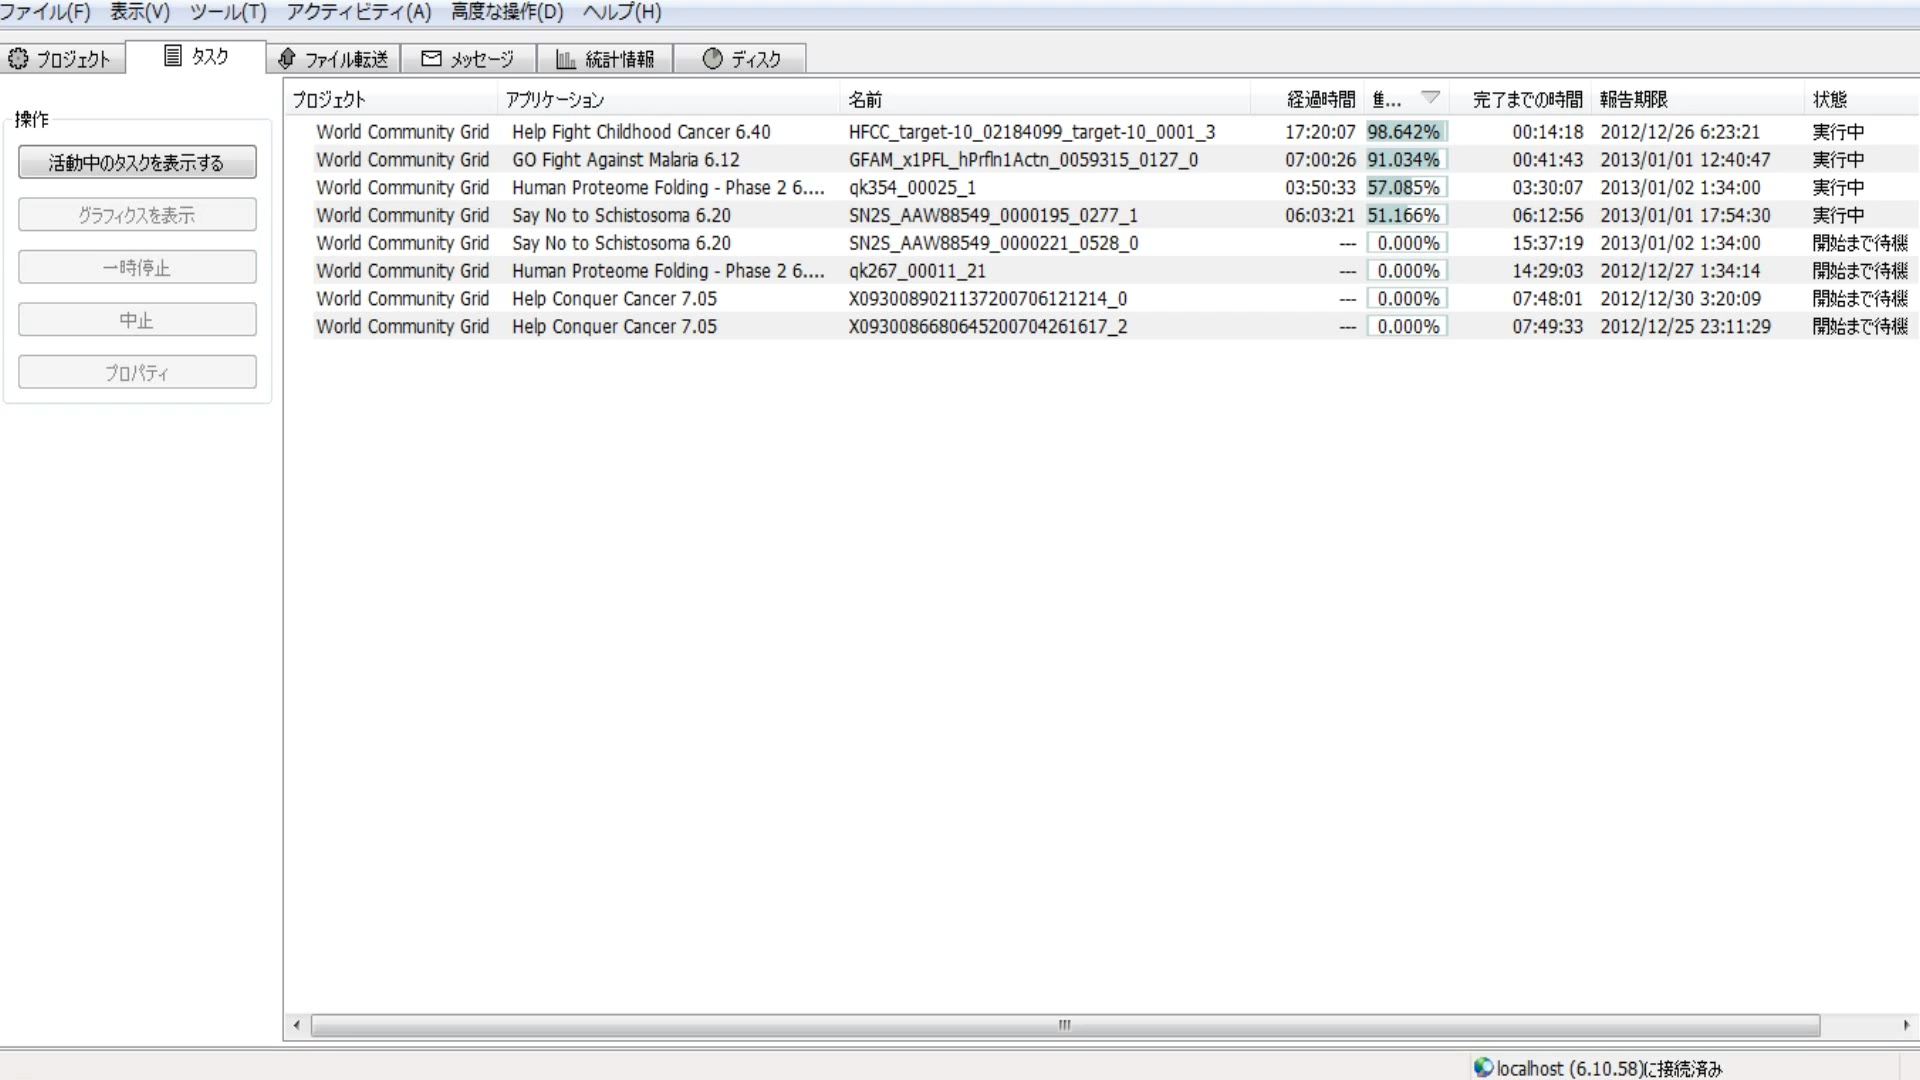 ファイル(F) 表示(V) ツール(T) アクティビティ(A) 高度な操作(D) ヘルプ(H)
プロジェクト タスク ファイル転送 メッセージ 統計情報 ディスク
操作
活動中のタスクを表示する
グラフィクスを表示
一時停止
中止
プロパティ
プロジェクト アプリケーション 名前 経過時間 ... 完了までの時間 報告期限 状態
World Community Grid Help Fight Childhood Cancer 6.40 HFCC_target-10_02184099_target-10_0001_3 17:20:07 98.642% 00:14:18 2012/12/26 6:23:21 実行中
World Community Grid GO Fight Against Malaria 6.12 GFAM_x1PFL_hPrfln1Actn_0059315_0127_0 07:00:26 91.034% 00:41:43 2013/01/01 12:40:47 実行中
World Community Grid Human Proteome Folding - Phase 2 6.... qk354_00025_1 03:50:33 57.085% 03:30:07 2013/01/02 1:34:00 実行中
World Community Grid Say No to Schistosoma 6.20 SN2S_AAW88549_0000195_0277_1 06:03:21 51.166% 06:12:56 2013/01/01 17:54:30 実行中
World Community Grid Say No to Schistosoma 6.20 SN2S_AAW88549_0000221_0528_0 --- 0.000% 15:37:19 2013/01/02 1:34:00 開始まで待機
World Community Grid Human Proteome Folding - Phase 2 6.... qk267_00011_21 --- 0.000% 14:29:03 2012/12/27 1:34:14 開始まで待機
World Community Grid Help Conquer Cancer 7.05 X0930089021137200706121214_0 --- 0.000% 07:48:01 2012/12/30 3:20:09 開始まで待機
World Community Grid Help Conquer Cancer 7.05 X0930086680645200704261617_2 --- 0.000% 07:49:33 2012/12/25 23:11:29 開始まで待機
localhost (6.10.58)に接続済み